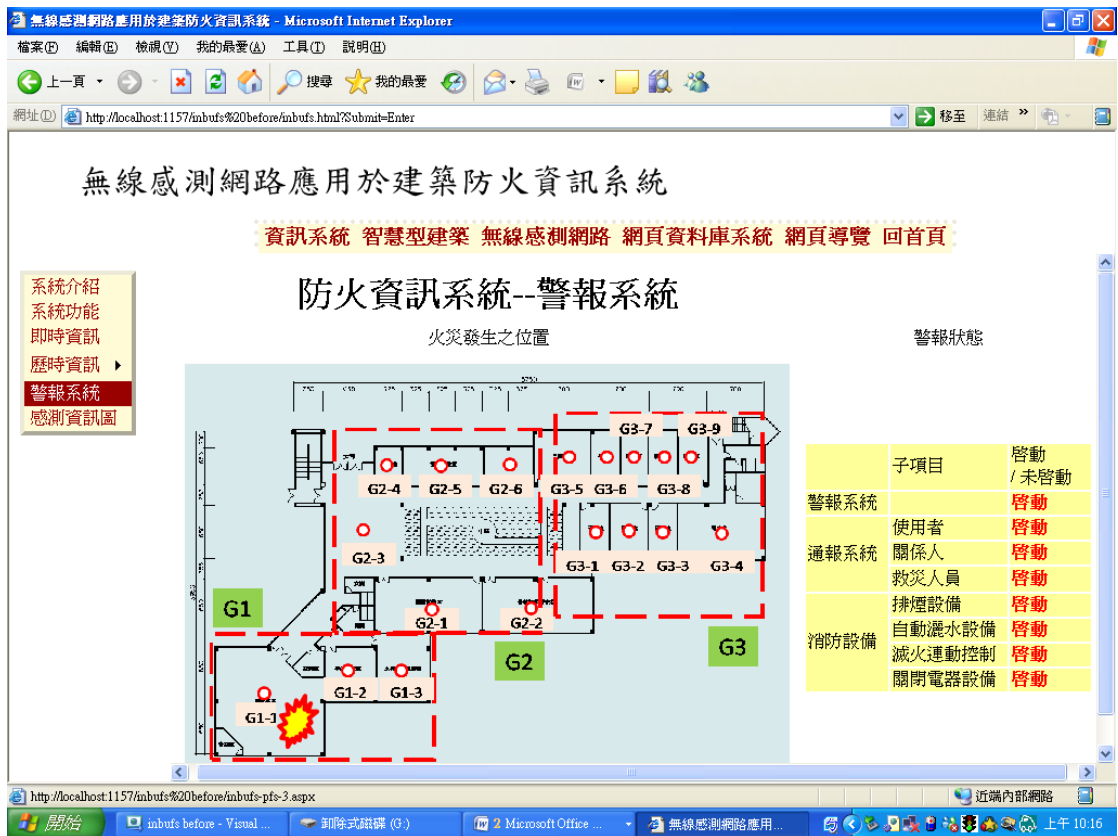 無線感測網路應用於建築防火資訊系統 - Microsoft Internet Explorer
檔案(F) 編輯(E) 檢視(V) 我的最愛(A) 工具(T) 說明(H)
上一頁 搜尋 我的最愛
網址(D) http://localhost:1157/inbufs%20before/inbufs.html?Submit=Enter 移至 連結 »
無線感測網路應用於建築防火資訊系統
資訊系統 智慧型建築 無線感測網路 網頁資料庫系統 網頁導覽 回首頁
系統介紹
系統功能
即時資訊
歷時資訊
警報系統
感測資訊圖
防火資訊系統--警報系統
火災發生之位置
警報狀態
G3-7 G3-9
G2-4 G2-5 G2-6 G3-5 G3-6 G3-8
G2-3
G3-1 G3-2 G3-3 G3-4
G1
G2-1 G2-2
G2
G3
G1-2 G1-3
G1-1
子項目 啓動
/ 未啓動
警報系統 啓動
通報系統 使用者 啓動
關係人 啓動
救災人員 啓動
消防設備 排煙設備 啓動
自動灑水設備 啓動
滅火連動控制 啓動
關閉電器設備 啓動
http://localhost:1157/inbufs%20before/inbufs-pfs-3.aspx 近端內部網路
開始 inbufs before - Visual ... 卸除式磁碟 (G:) 2 Microsoft Office ... 無線感測網路應用... 上午 10:16